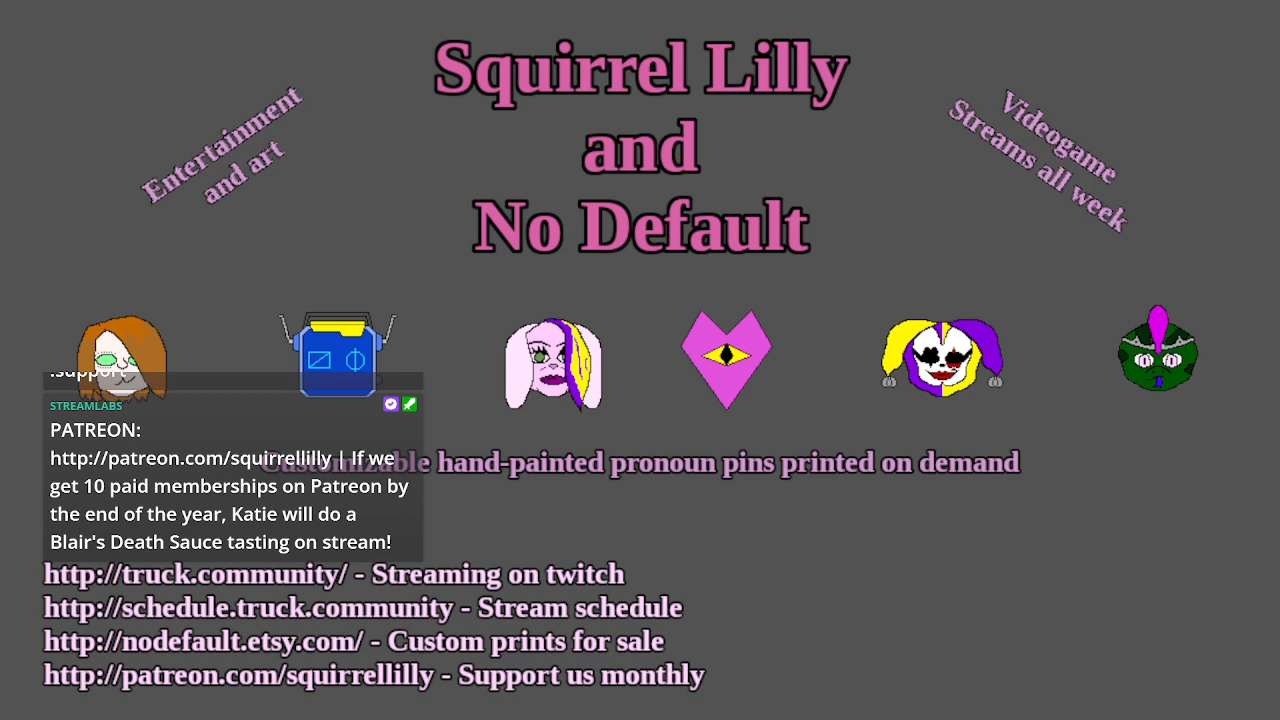 Squirrel Lilly
and
No Default
Entertainment
and art
Videogame
Streams all week
!support
STREAMLABS
PATREON:
http://patreon.com/squirrellilly | If we
get 10 paid memberships on Patreon by
the end of the year, Katie will do a
Blair's Death Sauce tasting on stream!
Customizable hand-painted pronoun pins printed on demand
http://truck.community/ - Streaming on twitch
http://schedule.truck.community - Stream schedule
http://nodefault.etsy.com/ - Custom prints for sale
http://patreon.com/squirrellilly - Support us monthly